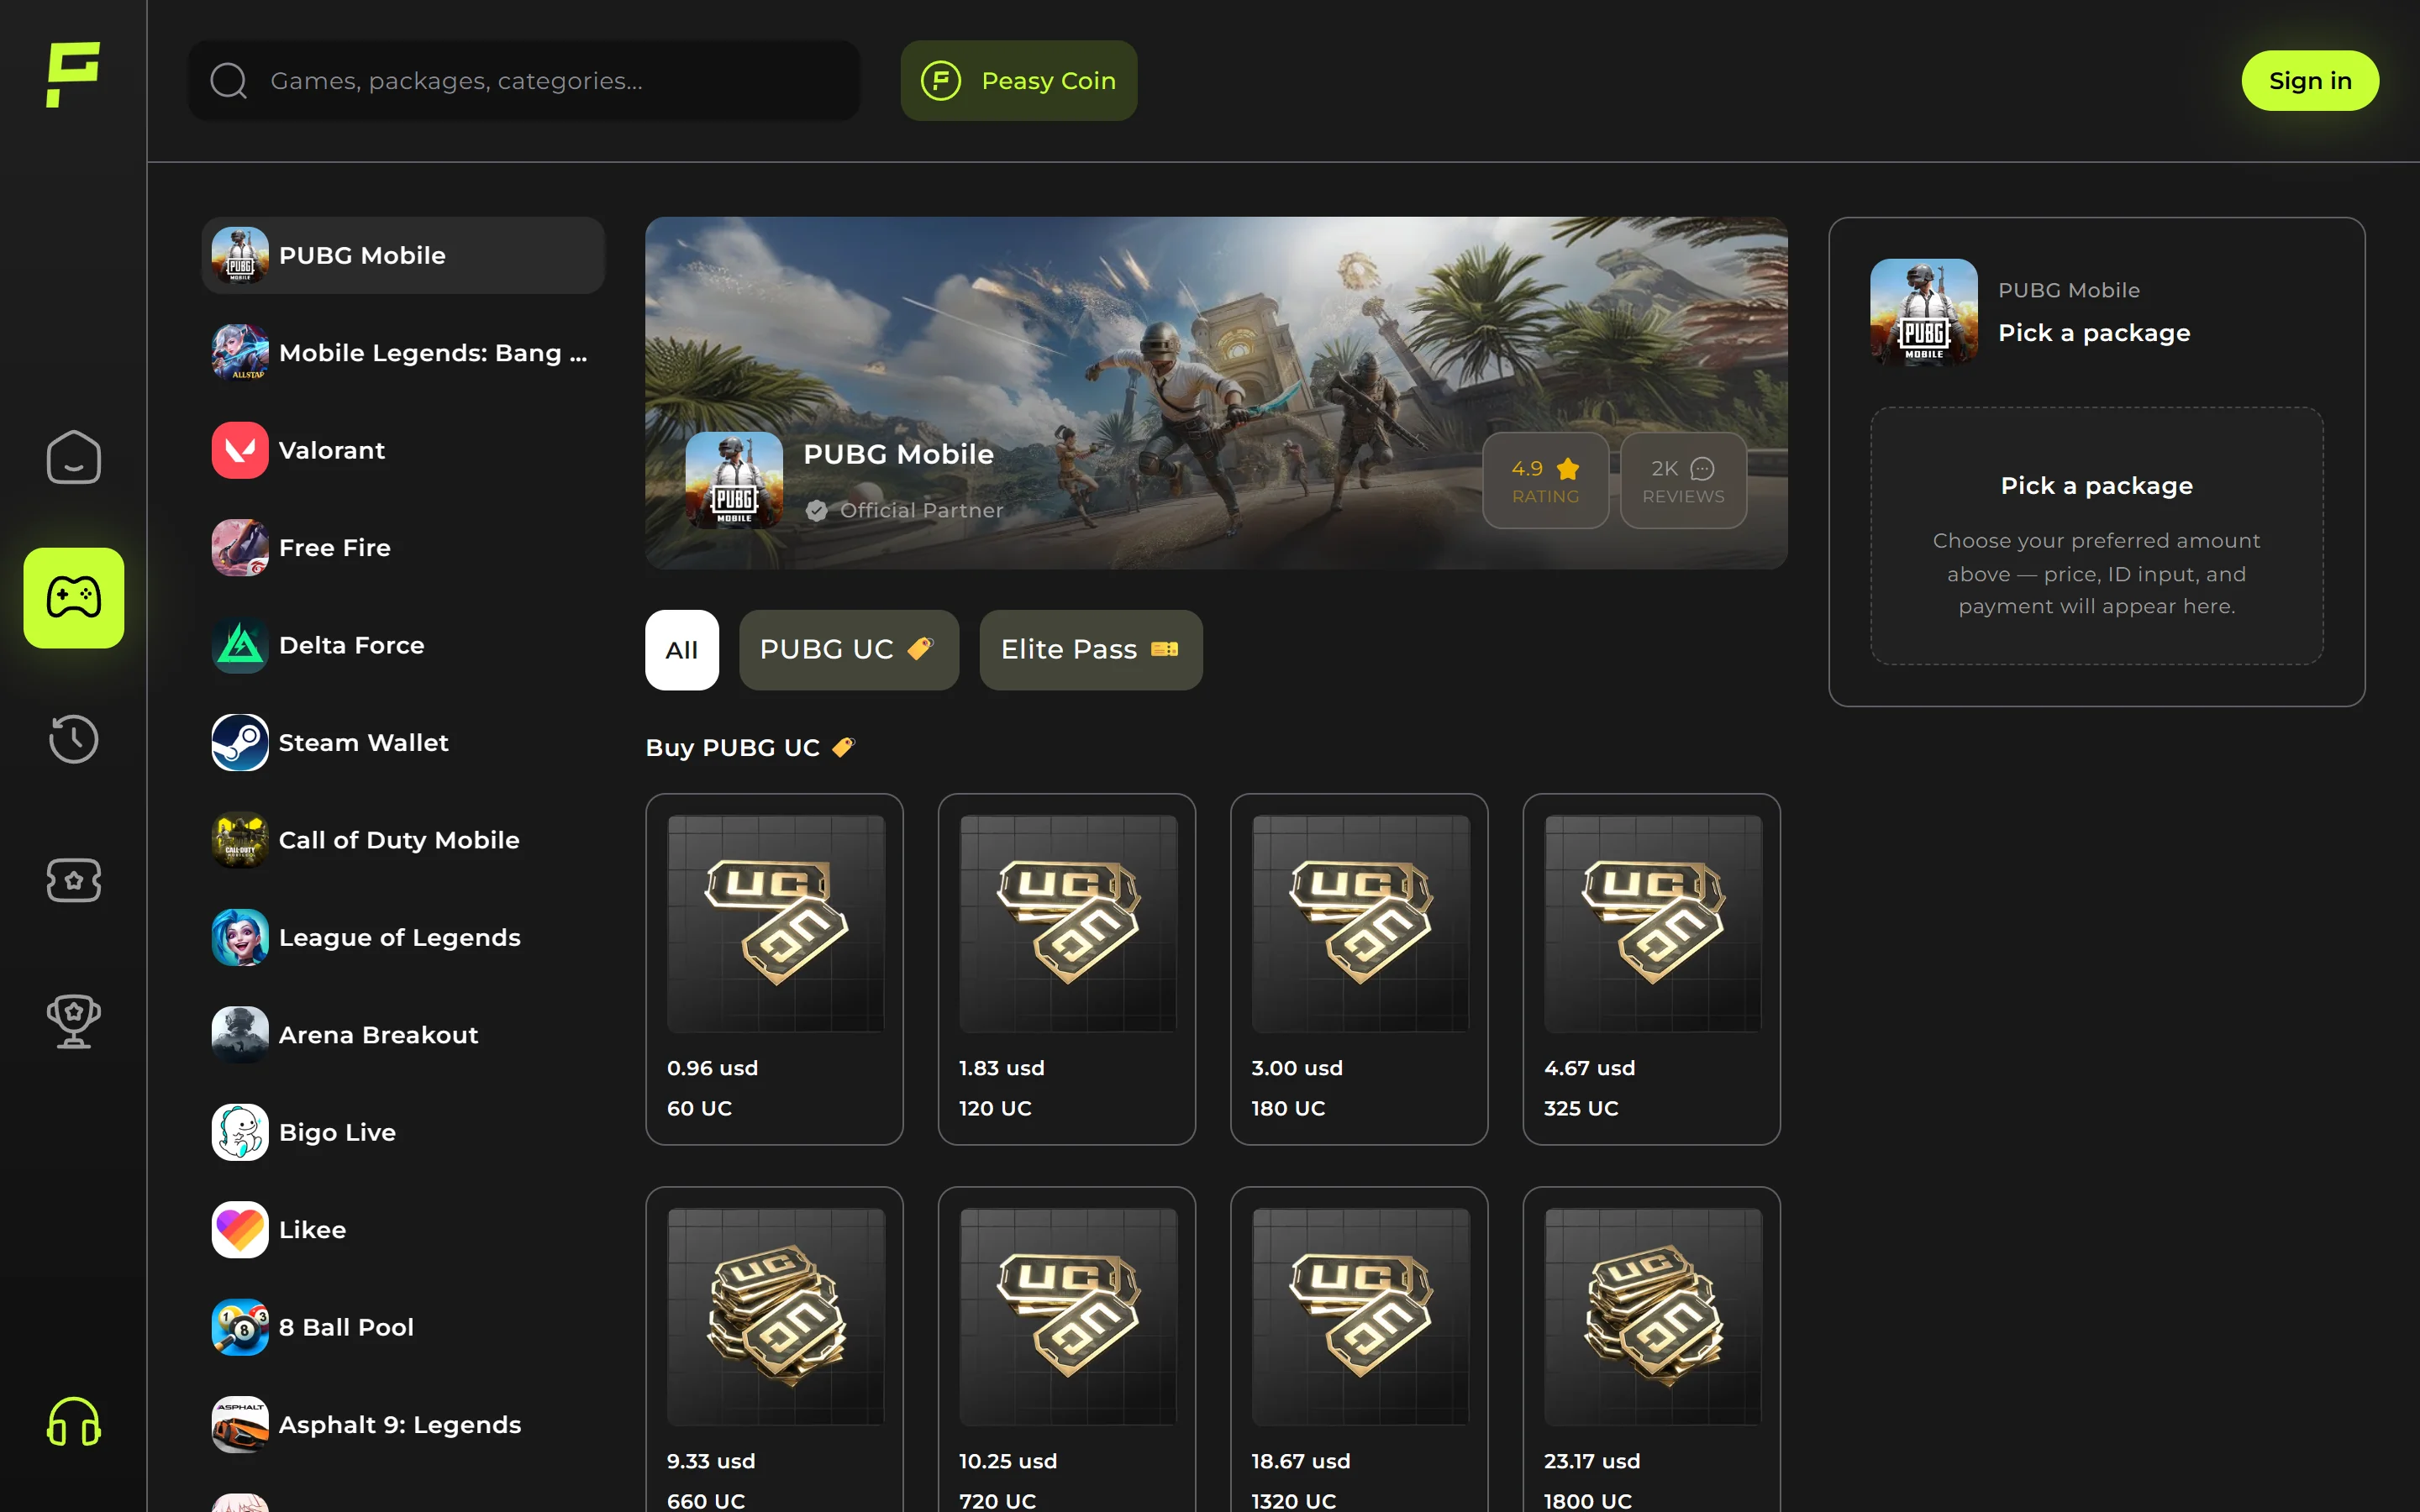 Games, packages, categories...
Peasy Coin
Sign in
PUBG Mobile
Mobile Legends: Bang ...
Valorant
Free Fire
Delta Force
Steam Wallet
Call of Duty Mobile
League of Legends
Arena Breakout
Bigo Live
Likee
8 Ball Pool
Asphalt 9: Legends
PUBG Mobile
Official Partner
4.9
RATING
2K
REVIEWS
All
PUBG UC
Elite Pass
Buy PUBG UC
0.96 usd
60 UC
1.83 usd
120 UC
3.00 usd
180 UC
4.67 usd
325 UC
9.33 usd
660 UC
10.25 usd
720 UC
18.67 usd
1320 UC
23.17 usd
1800 UC
PUBG Mobile
Pick a package
Pick a package
Choose your preferred amount
above — price, ID input, and
payment will appear here.